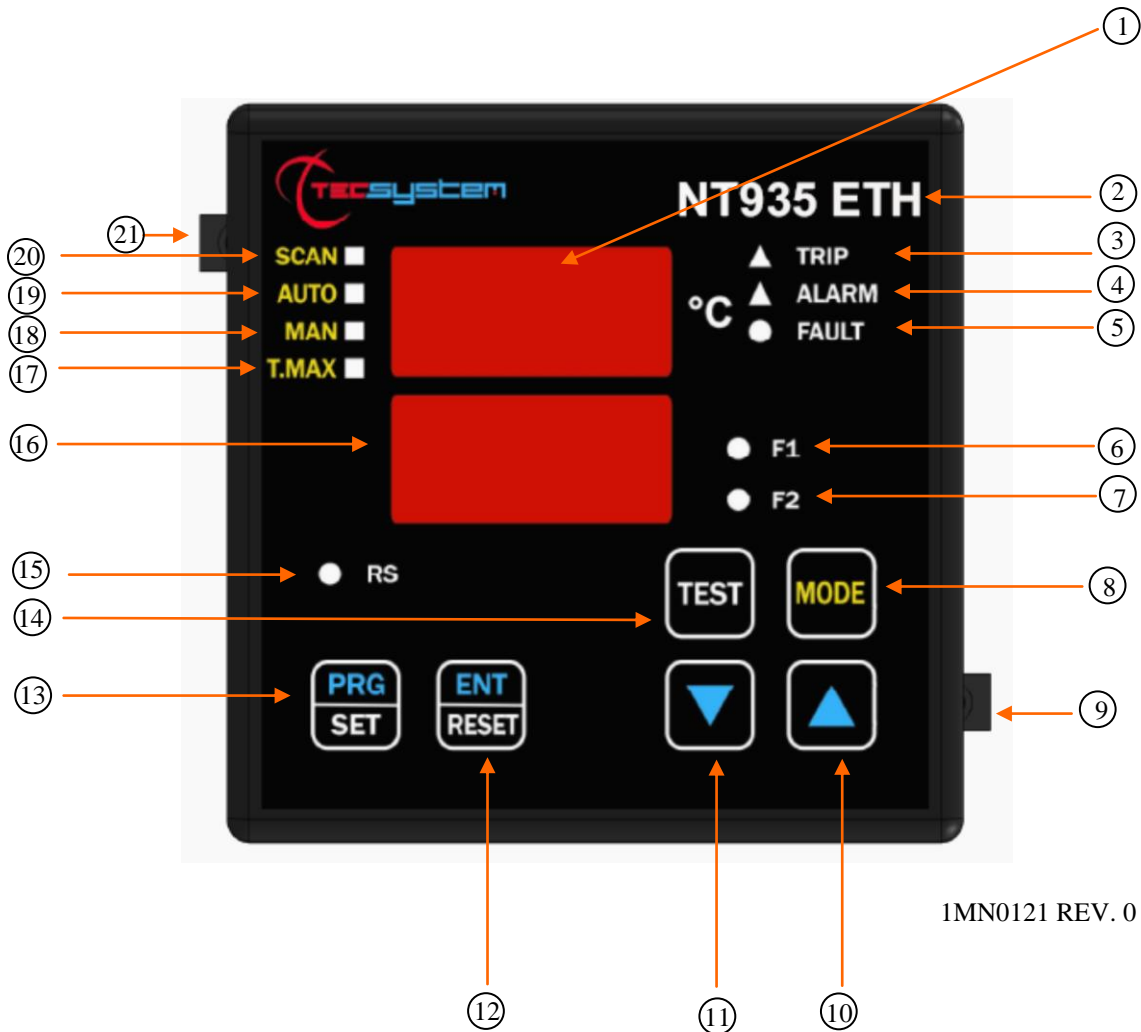 1
TECSYSTEM
NT935 ETH
2
21
20
SCAN
TRIP
3
19
AUTO
°C
ALARM
4
18
MAN
FAULT
5
17
T.MAX
16
F1
6
F2
7
15
RS
14
TEST
MODE
8
13
PRG
SET
ENT
RESET
9
1MN0121 REV. 0
12
11
10